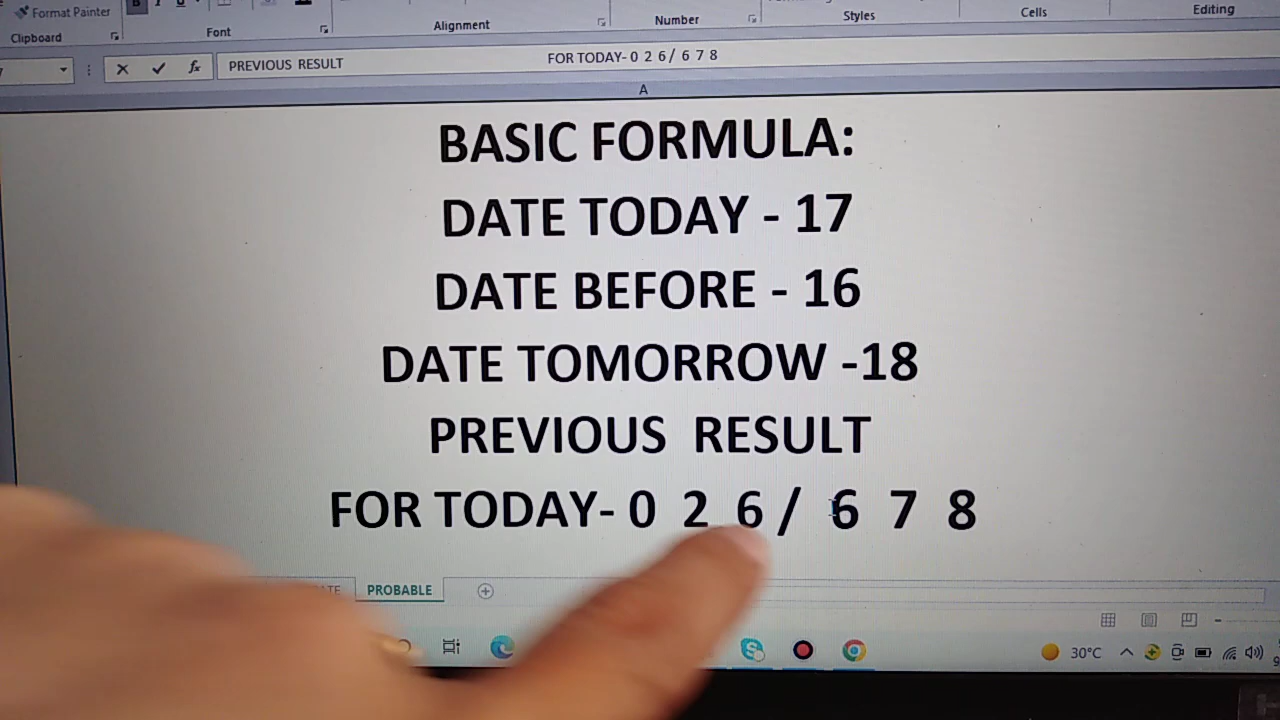 Format Painter
Clipboard
Font
Alignment
Number
Styles
Cells
Editing
PREVIOUS RESULT FOR TODAY- 0 2 6 / 6 7 8
A
BASIC FORMULA:
DATE TODAY - 17
DATE BEFORE - 16
DATE TOMORROW -18
PREVIOUS RESULT
FOR TODAY- 0 2 6 / 6 7 8
PROBABLE
30°C